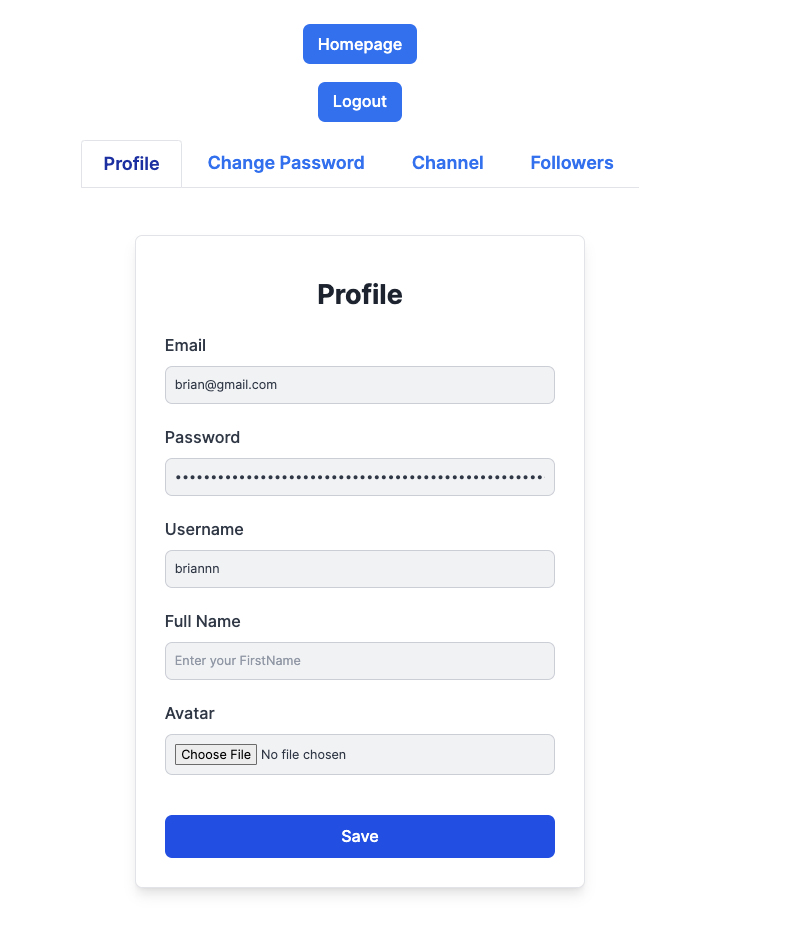 Homepage
Logout
Profile Change Password Channel Followers
Profile
Email
brian@gmail.com
Password
••••••••••••••••••••••••••••••••••••••••••••••••••••
Username
briannn
Full Name
Enter your FirstName
Avatar
Choose File No file chosen
Save